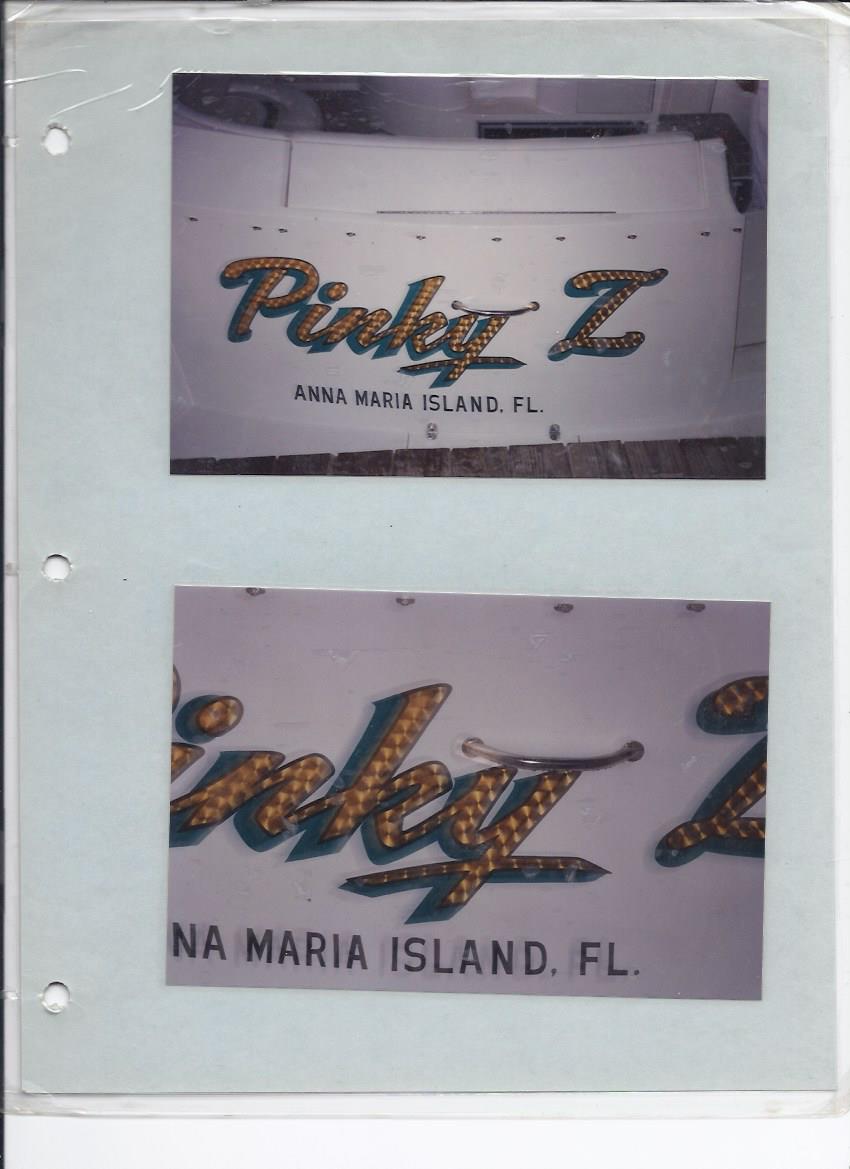 Pinky Z
ANNA MARIA ISLAND, FL.
inky Z
NA MARIA ISLAND, FL.